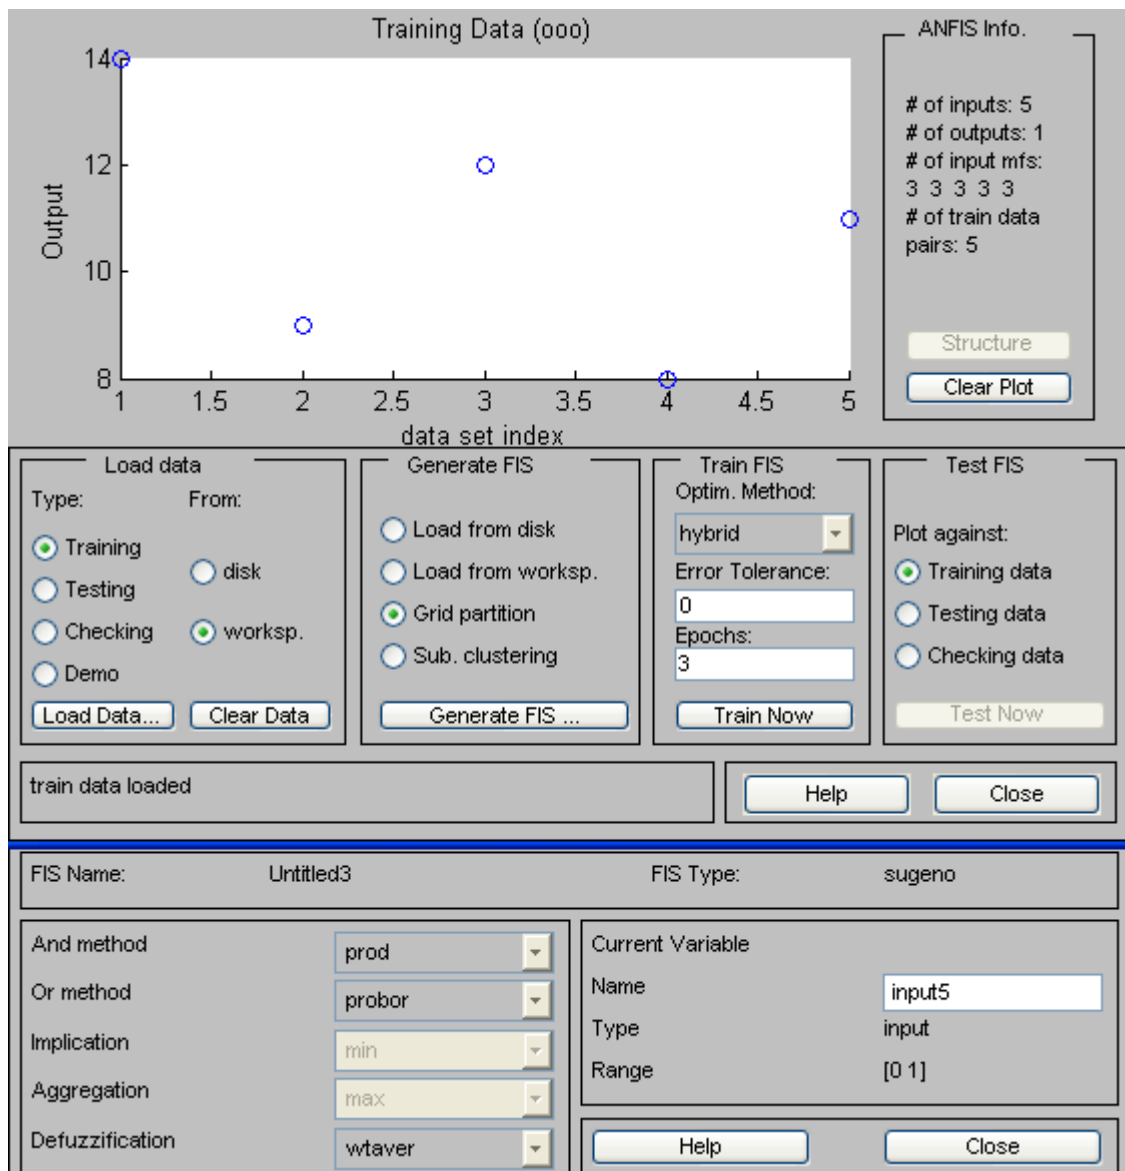 Training Data (ooo)
14
12
10
8
Output
1 1.5 2 2.5 3 3.5 4 4.5 5
data set index
ANFIS Info.
# of inputs: 5
# of outputs: 1
# of input mfs:
3 3 3 3 3
# of train data
pairs: 5
Structure
Clear Plot
Load data
Type: From:
Training
disk
Testing
Checking worksp.
Demo
Load Data... Clear Data
Generate FIS
Load from disk
Load from worksp.
Grid partition
Sub. clustering
Generate FIS ...
Train FIS
Optim. Method:
hybrid
Error Tolerance:
0
Epochs:
3
Train Now
Test FIS
Plot against:
Training data
Testing data
Checking data
Test Now
train data loaded
Help Close
FIS Name: Untitled3 FIS Type: sugeno
And method prod
Or method probor
Implication min
Aggregation max
Defuzzification wtaver
Current Variable
Name input5
Type input
Range [0 1]
Help Close